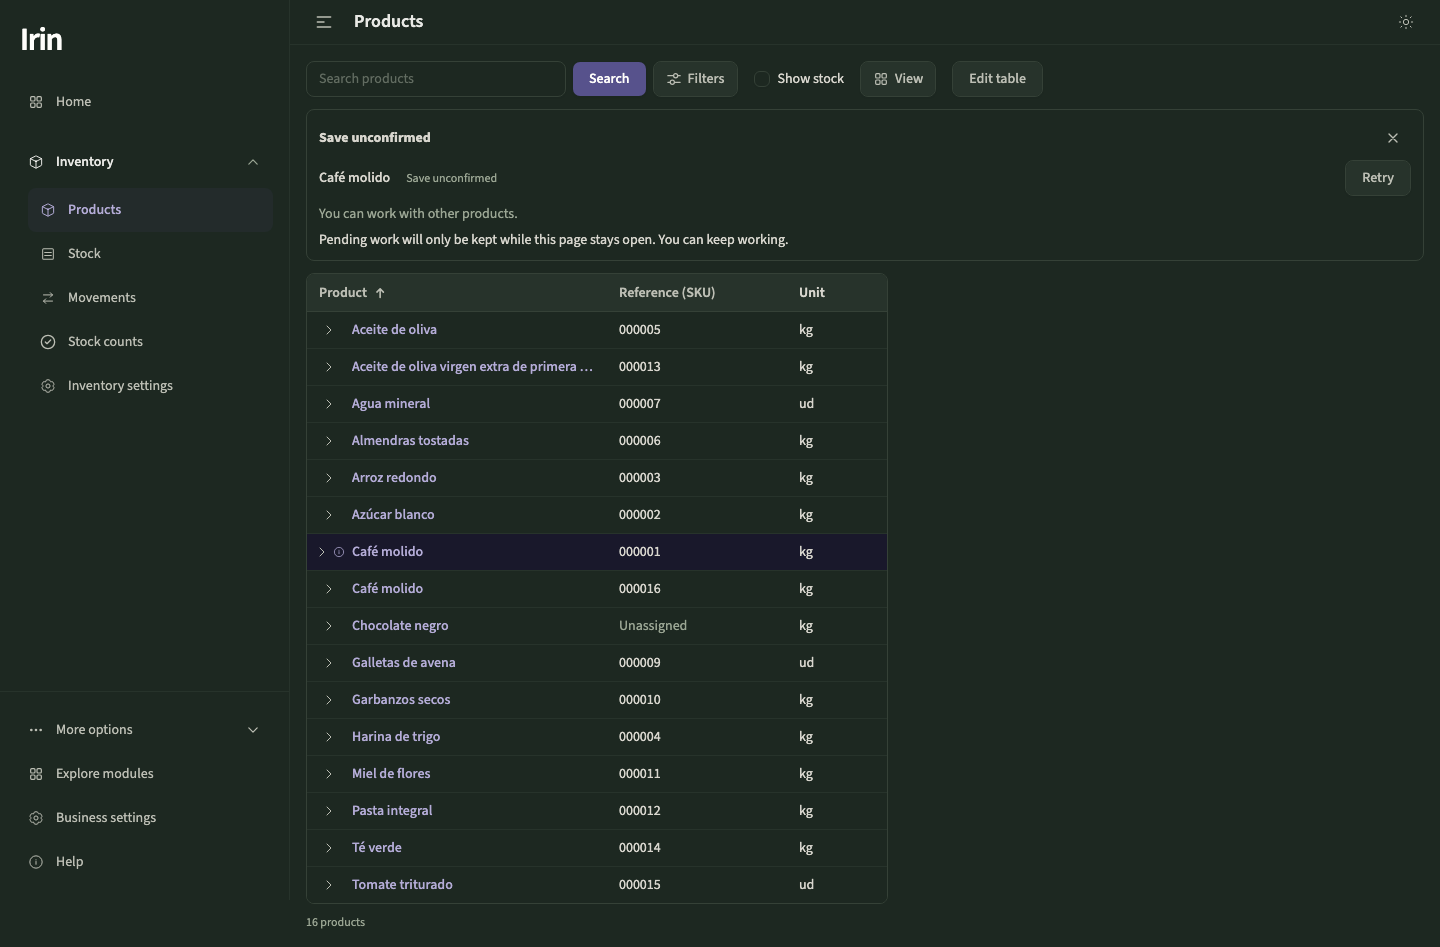 Irin
Products
Home
Search products
Search
Filters
Show stock
View
Edit table
Inventory
Products
Stock
Movements
Stock counts
Inventory settings
Save unconfirmed
Café molido Save unconfirmed
Retry
You can work with other products.
Pending work will only be kept while this page stays open. You can keep working.
Product Reference (SKU) Unit
Aceite de oliva 000005 kg
Aceite de oliva virgen extra de primera … 000013 kg
Agua mineral 000007 ud
Almendras tostadas 000006 kg
Arroz redondo 000003 kg
Azúcar blanco 000002 kg
Café molido 000001 kg
Café molido 000016 kg
Chocolate negro Unassigned kg
Galletas de avena 000009 ud
Garbanzos secos 000010 kg
Harina de trigo 000004 kg
Miel de flores 000011 kg
Pasta integral 000012 kg
Té verde 000014 kg
Tomate triturado 000015 ud
16 products
More options
Explore modules
Business settings
Help